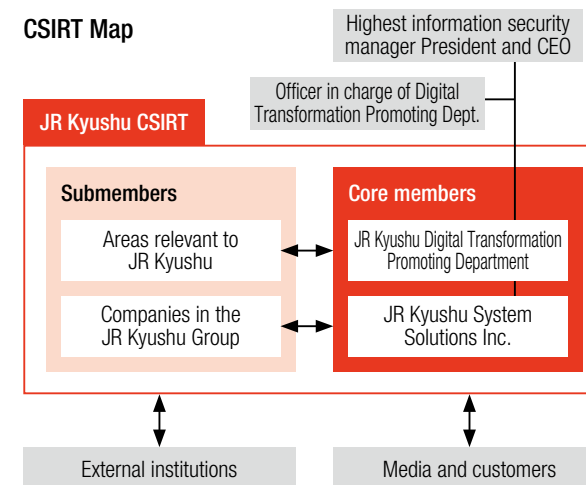 CSIRT Map
Highest information security
manager President and CEO
Officer in charge of Digital
Transformation Promoting Dept.
JR Kyushu CSIRT
Submembers
Areas relevant to
JR Kyushu
Companies in the
JR Kyushu Group
Core members
JR Kyushu Digital Transformation
Promoting Department
JR Kyushu System
Solutions Inc.
External institutions
Media and customers